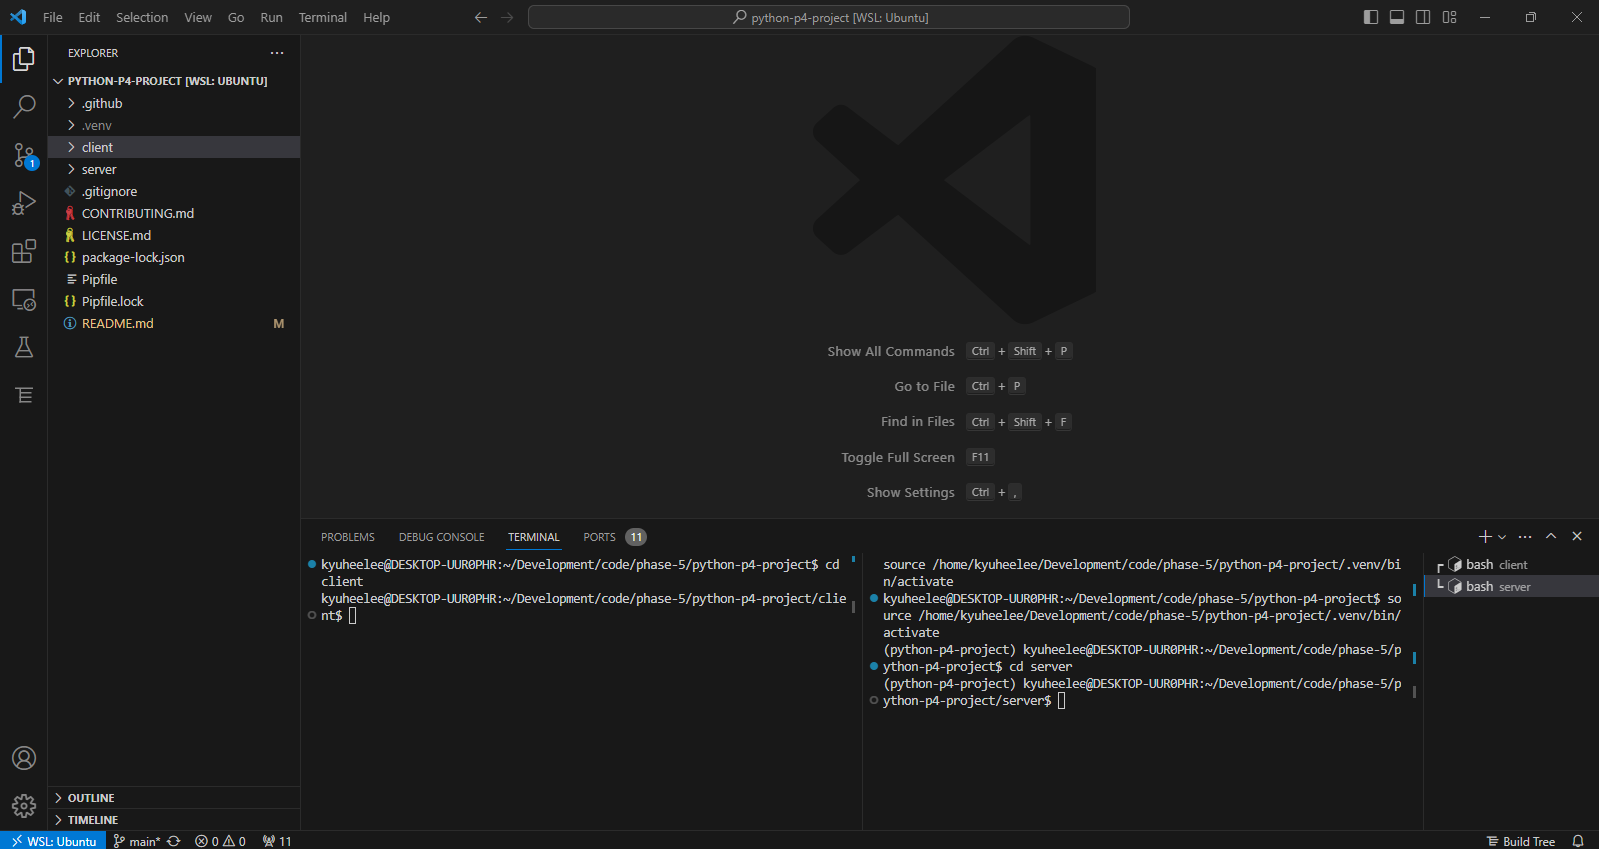 File Edit Selection View Go Run Terminal Help
python-p4-project [WSL: Ubuntu]
EXPLORER
PYTHON-P4-PROJECT [WSL: UBUNTU]
.github
.venv
client
server
.gitignore
CONTRIBUTING.md
LICENSE.md
package-lock.json
Pipfile
Pipfile.lock
README.md M
1
OUTLINE
TIMELINE
Show All Commands Ctrl + Shift + P
Go to File Ctrl + P
Find in Files Ctrl + Shift + F
Toggle Full Screen F11
Show Settings Ctrl + ,
PROBLEMS DEBUG CONSOLE TERMINAL PORTS 11
kyuheelee@DESKTOP-UUR0PHR:~/Development/code/phase-5/python-p4-project$ cd
client
kyuheelee@DESKTOP-UUR0PHR:~/Development/code/phase-5/python-p4-project/clie
nt$
source /home/kyuheelee/Development/code/phase-5/python-p4-project/.venv/bi
n/activate
kyuheelee@DESKTOP-UUR0PHR:~/Development/code/phase-5/python-p4-project$ so
urce /home/kyuheelee/Development/code/phase-5/python-p4-project/.venv/bin/
activate
(python-p4-project) kyuheelee@DESKTOP-UUR0PHR:~/Development/code/phase-5/p
ython-p4-project$ cd server
(python-p4-project) kyuheelee@DESKTOP-UUR0PHR:~/Development/code/phase-5/p
ython-p4-project/server$
bash client
bash server
WSL: Ubuntu main* 0 0 11 Build Tree